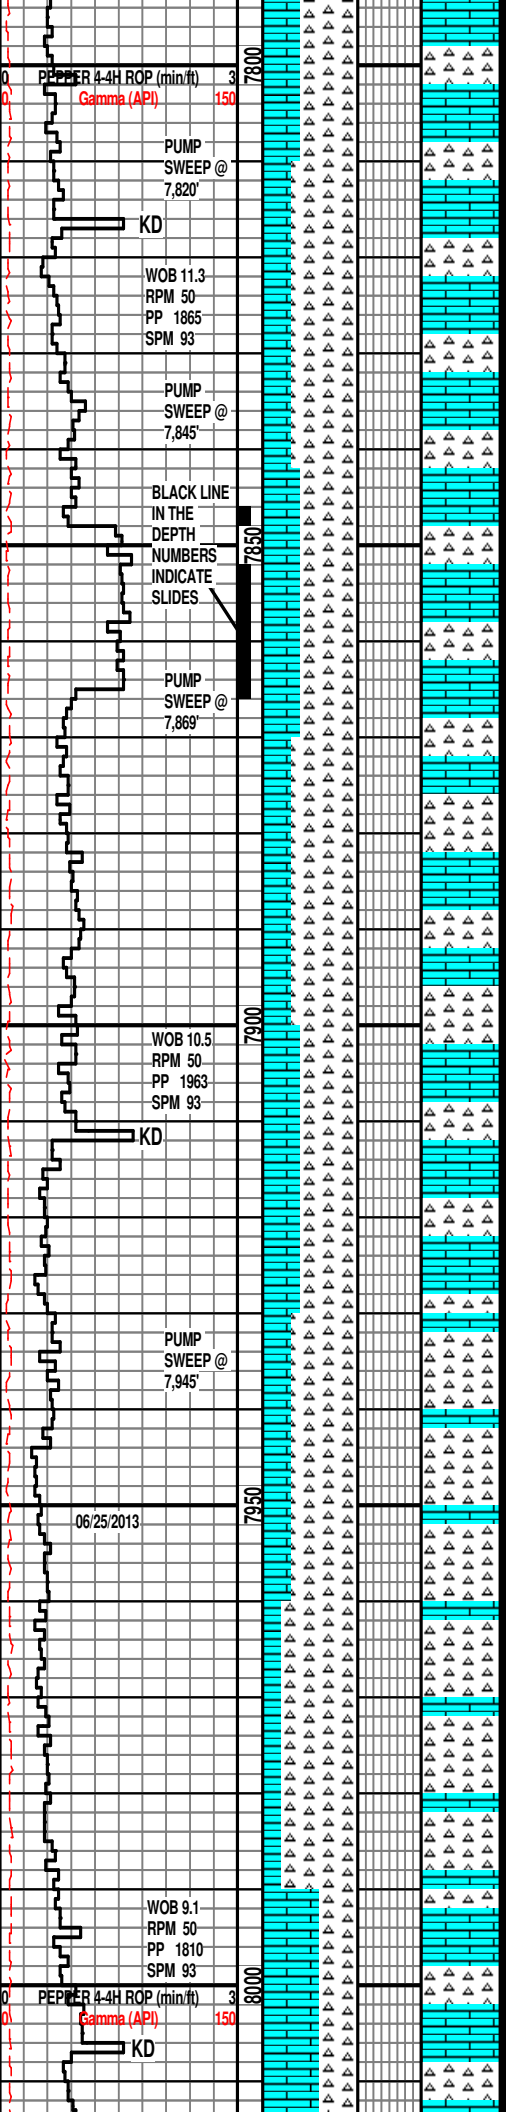 7800
0 PEPPER 4-4H ROP (min/ft) 3
0 Gamma (API) 150
PUMP
SWEEP @
7,820'
KD
WOB 11.3
RPM 50
PP 1865
SPM 93
PUMP
SWEEP @
7,845'
BLACK LINE
IN THE
DEPTH
NUMBERS
INDICATE
SLIDES
7850
PUMP
SWEEP @
7,869'
7900
WOB 10.5
RPM 50
PP 1963
SPM 93
KD
PUMP
SWEEP @
7,945'
7950
06/25/2013
WOB 9.1
RPM 50
PP 1810
SPM 93
8000
0 PEPPER 4-4H ROP (min/ft) 3
0 Gamma (API) 150
KD